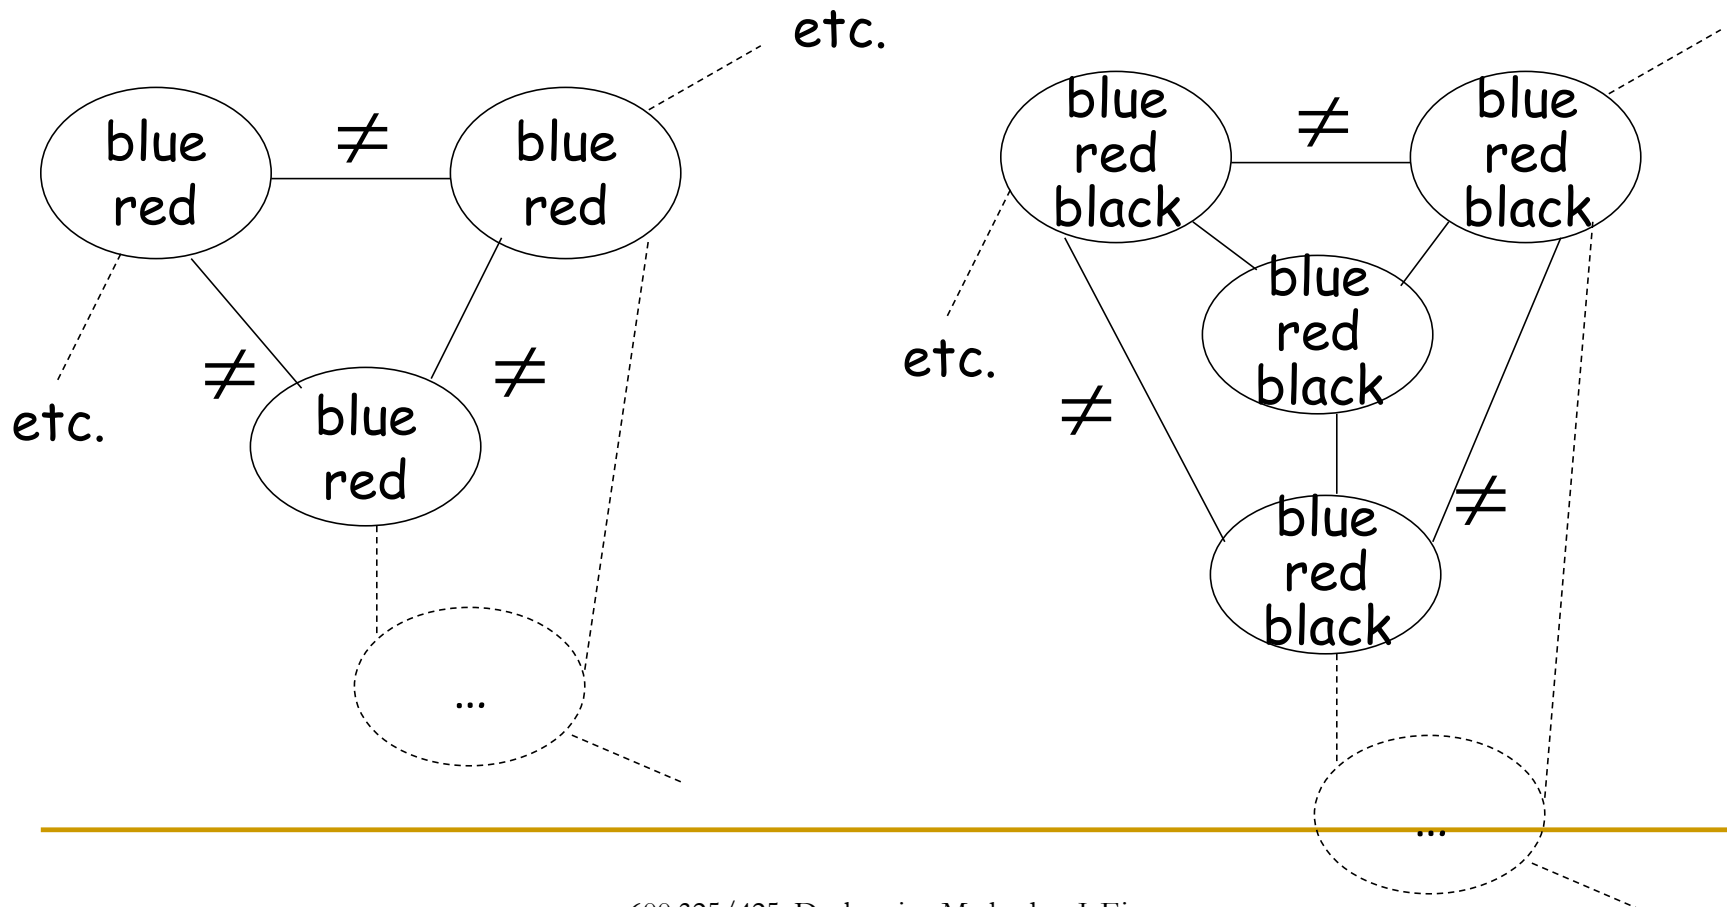 etc.
blue
red
≠
blue
red
≠
≠
etc.
blue
red
...
blue
red
black
≠
blue
red
black
blue
red
black
etc.
≠
≠
blue
red
black
...